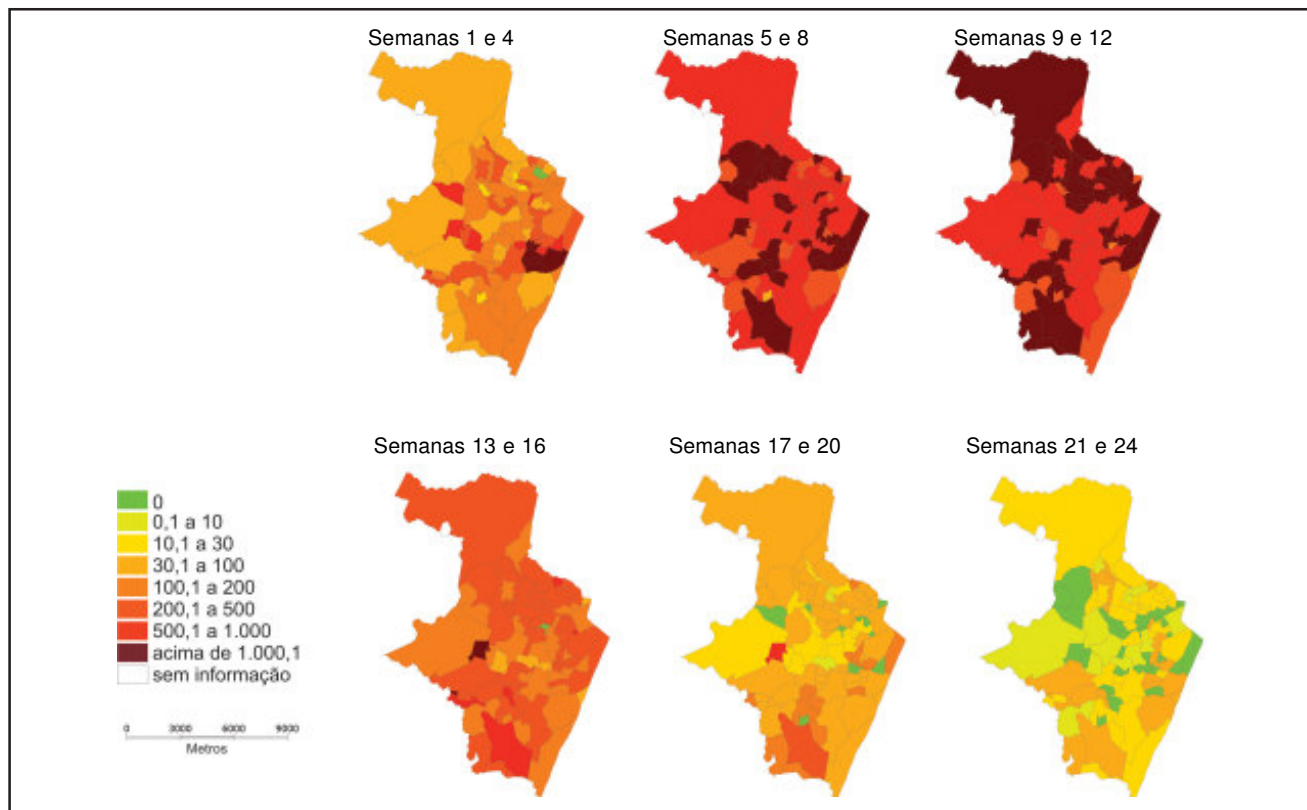 Semanas 1 e 4
Semanas 5 e 8
Semanas 9 e 12
Semanas 13 e 16
Semanas 17 e 20
Semanas 21 e 24
0
0,1 a 10
10,1 a 30
30,1 a 100
100,1 a 200
200,1 a 500
500,1 a 1.000
acima de 1.000,1
sem informação
0 3000 6000 9000
Metros